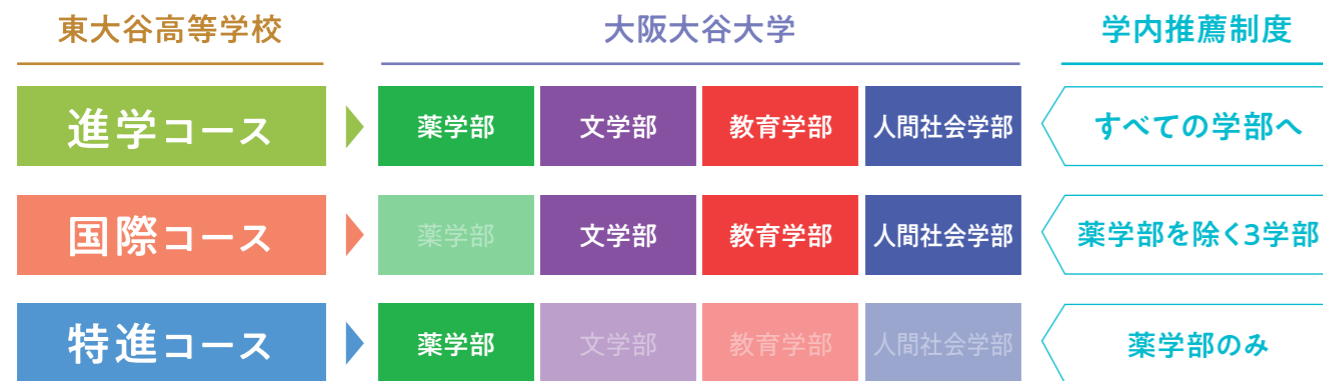 東大谷高等学校 大阪大谷大学 学内推薦制度
進学コース 薬学部 文学部 教育学部 人間社会学部 すべての学部へ
国際コース 薬学部 文学部 教育学部 人間社会学部 薬学部を除く3学部
特進コース 薬学部 文学部 教育学部 人間社会学部 薬学部のみ